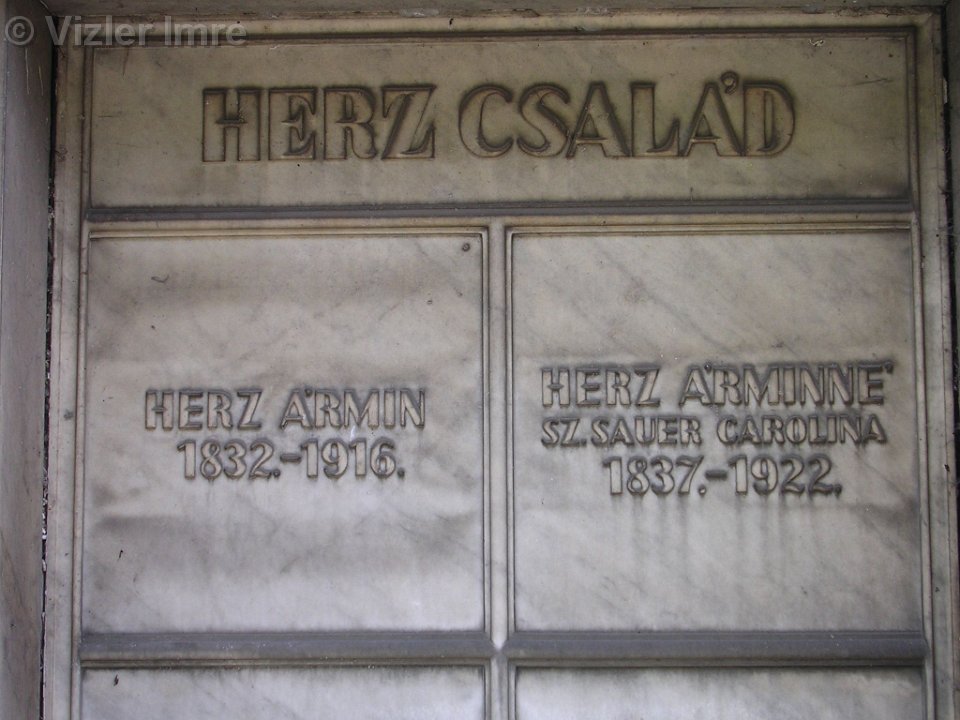 © Vizler Imre
HERZ CSALÁD
HERZ ÁRMIN
1832.-1916.
HERZ ÁRMINNÉ
SZ. SAUER CAROLINA
1837.-1922.